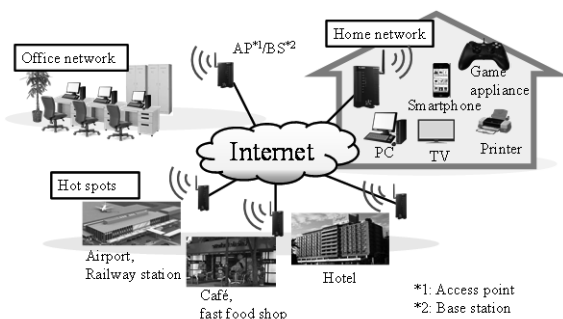 AP*1/BS*2
Home network
Office network
Game
appliance
Smartphone
PC
TV
Printer
Internet
Hot spots
Airport,
Railway station
Café,
fast food shop
Hotel
*1: Access point
*2: Base station